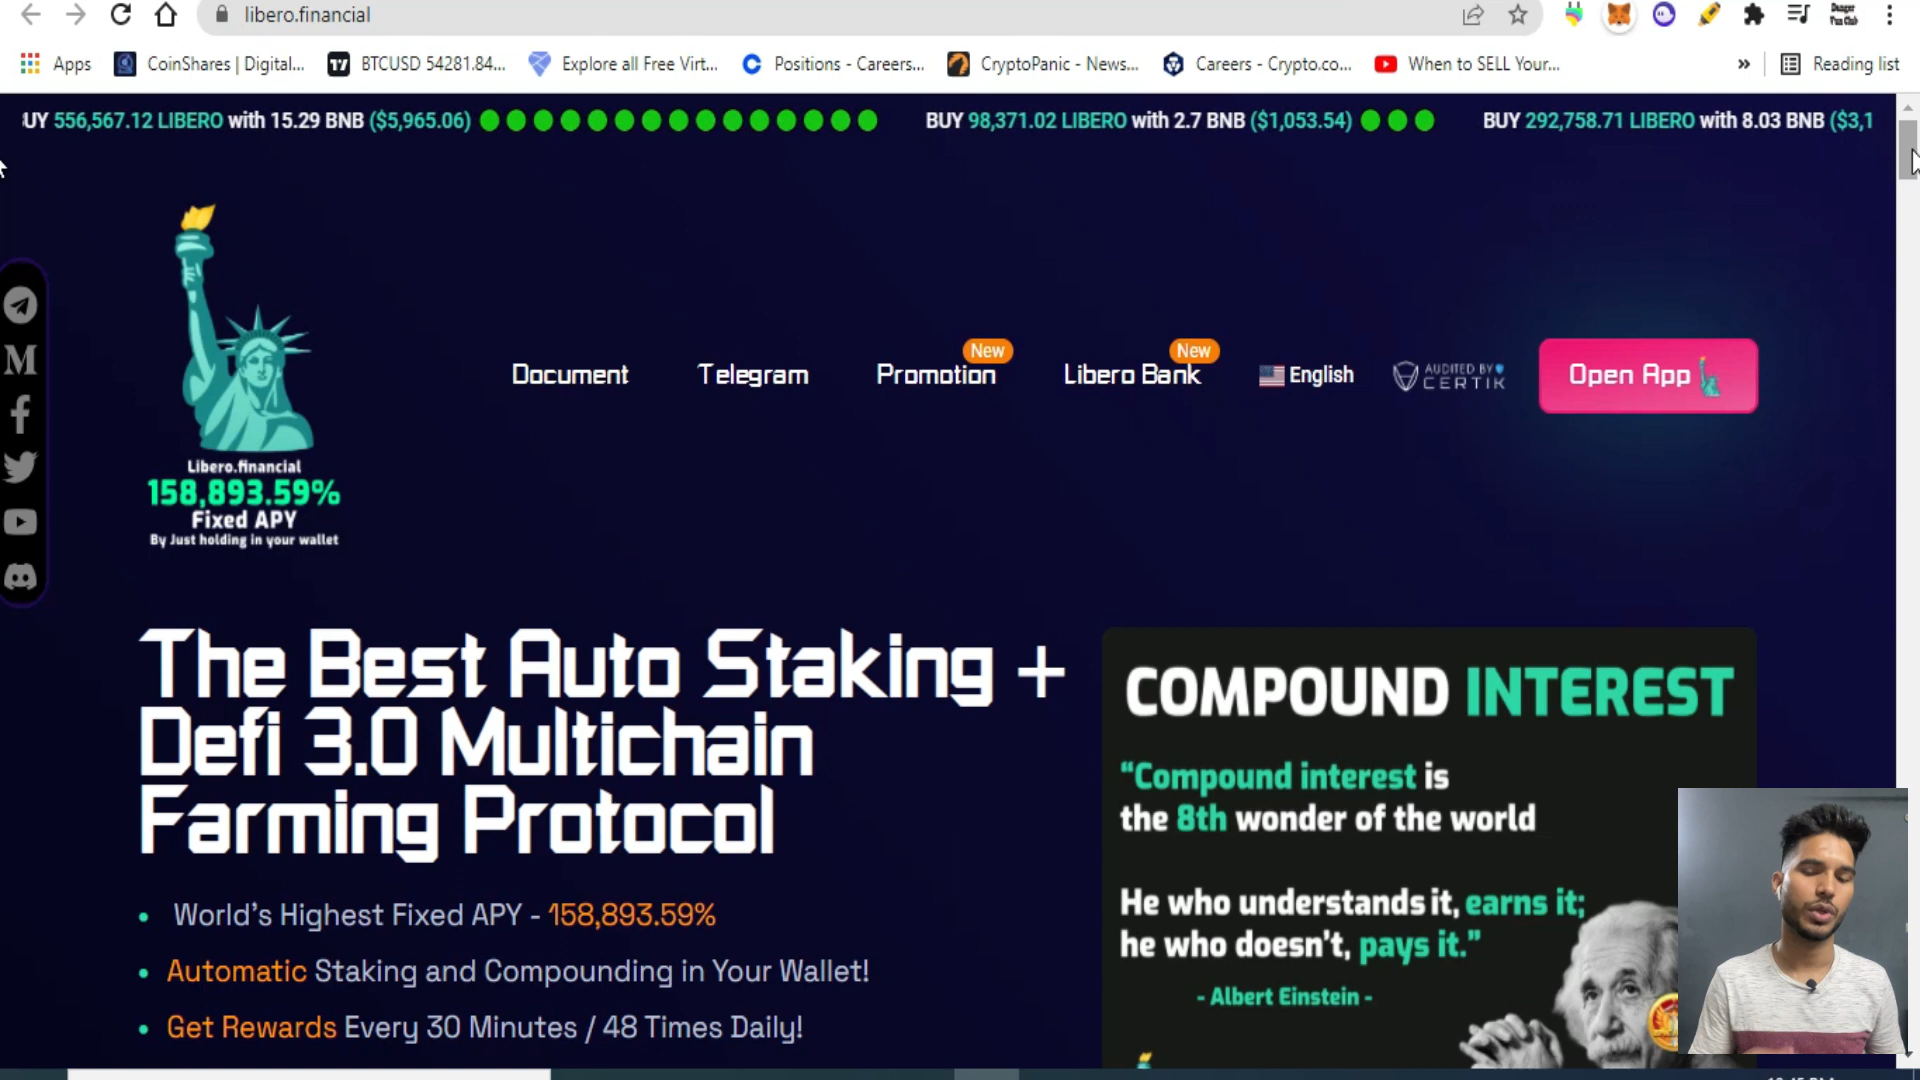 libero.financial
Apps
CoinShares | Digital...
BTCUSD 54281.84...
Explore all Free Virt...
Positions - Careers...
CryptoPanic - News...
Careers - Crypto.co...
When to SELL Your...
»
Reading list
UY 556,567.12 LIBERO with 15.29 BNB ($5,965.06)
BUY 98,371.02 LIBERO with 2.7 BNB ($1,053.54)
BUY 292,758.71 LIBERO with 8.03 BNB ($3,1
Libero.financial
158,893.59%
Fixed APY
By Just holding in your wallet
Document
Telegram
Promotion
New
Libero Bank
New
English
AUDITED BY
CERTIK
Open App
The Best Auto Staking +
Defi 3.0 Multichain
Farming Protocol
• World's Highest Fixed APY - 158,893.59%
• Automatic Staking and Compounding in Your Wallet!
• Get Rewards Every 30 Minutes / 48 Times Daily!
COMPOUND INTEREST
“Compound interest is
the 8th wonder of the world
He who understands it, earns it;
he who doesn't, pays it.”
- Albert Einstein -